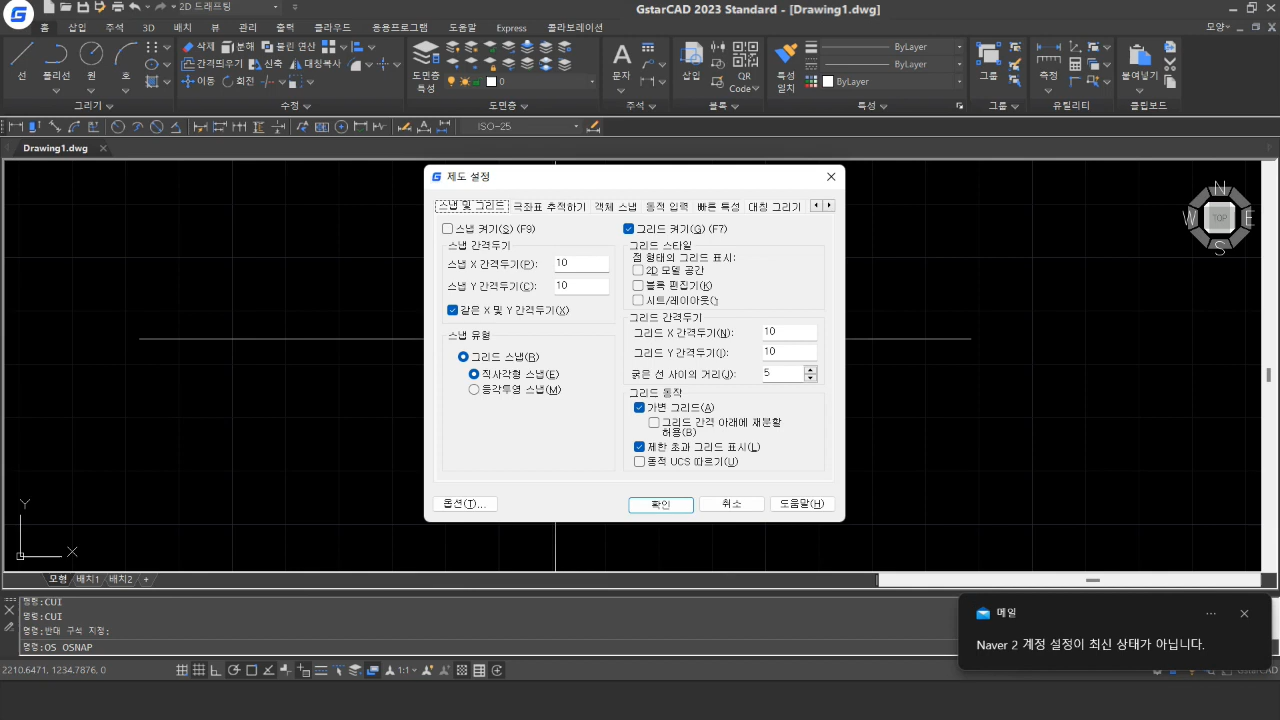 2D 드래프팅
GstarCAD 2023 Standard - [Drawing1.dwg]
홈 삽입 주석 3D 배치 뷰 관리 출력 클라우드 응용프로그램 도움말 Express 콜라보레이션 모양
선 폴리선 원 호
삭제 분해 불린 연산
간격띄우기 신축 대칭복사
이동 회전
도면층 특성
0
문자
삽입
QR Code
특성 일치
ByLayer
ByLayer
ByLayer
그룹
측정
붙여넣기
그리기 수정 도면층 주석 블록 특성 그룹 유틸리티 클립보드
ISO-25
Drawing1.dwg
N
W TOP E
S
제도 설정
스냅 및 그리드 극좌표 추적하기 객체 스냅 동적 입력 빠른 특성 대칭 그리기
스냅 켜기(S) (F9)
스냅 간격두기
스냅 X 간격두기(P): 10
스냅 Y 간격두기(C): 10
같은 X 및 Y 간격두기(X)
스냅 유형
그리드 스냅(R)
직사각형 스냅(E)
등각투영 스냅(M)
그리드 켜기(G) (F7)
그리드 스타일
점 형태의 그리드 표시:
2D 모델 공간
블록 편집기(K)
시트/레이아웃(
그리드 간격두기
그리드 X 간격두기(N): 10
그리드 Y 간격두기(I): 10
굵은 선 사이의 거리(J): 5
그리드 동작
가변 그리드(A)
그리드 간격 아래에 재분할
허용(B)
제한 초과 그리드 표시(L)
동적 UCS 따르기(U)
옵션(T)... 확인 취소 도움말(H)
Y
X
모형 배치1 배치2 +
명령:CUI
명령:CUI
명령:반대 구석 지정:
명령:OS OSNAP
메일
Naver 2 계정 설정이 최신 상태가 아닙니다.
2210.6471, 1234.7876, 0
1:1
GstarCAD